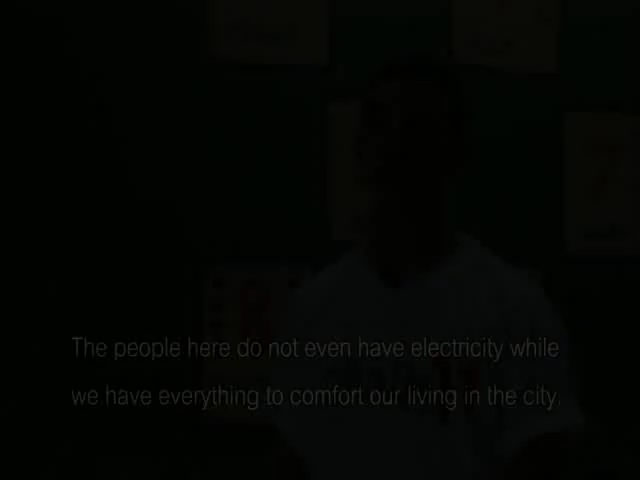 The people here do not even have electricity while
we have everything to comfort our living in the city.